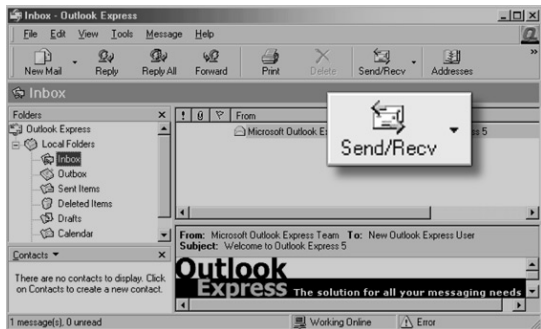 Inbox - Outlook Express
File Edit View Tools Message Help
New Mail Reply Reply All Forward Print Delete Send/Recv Addresses »
Inbox
Folders
! From
Outlook Express
Microsoft Outlook Ex
ss 5
Send/Recv
Local Folders
Inbox
Outbox
Sent Items
Deleted Items
Drafts
Calendar
From: Microsoft Outlook Express Team To: New Outlook Express User
Subject: Welcome to Outlook Express 5
Contacts
There are no contacts to display. Click
on Contacts to create a new contact.
Outlook
Express The solution for all your messaging needs
1 message(s), 0 unread Working Online Error